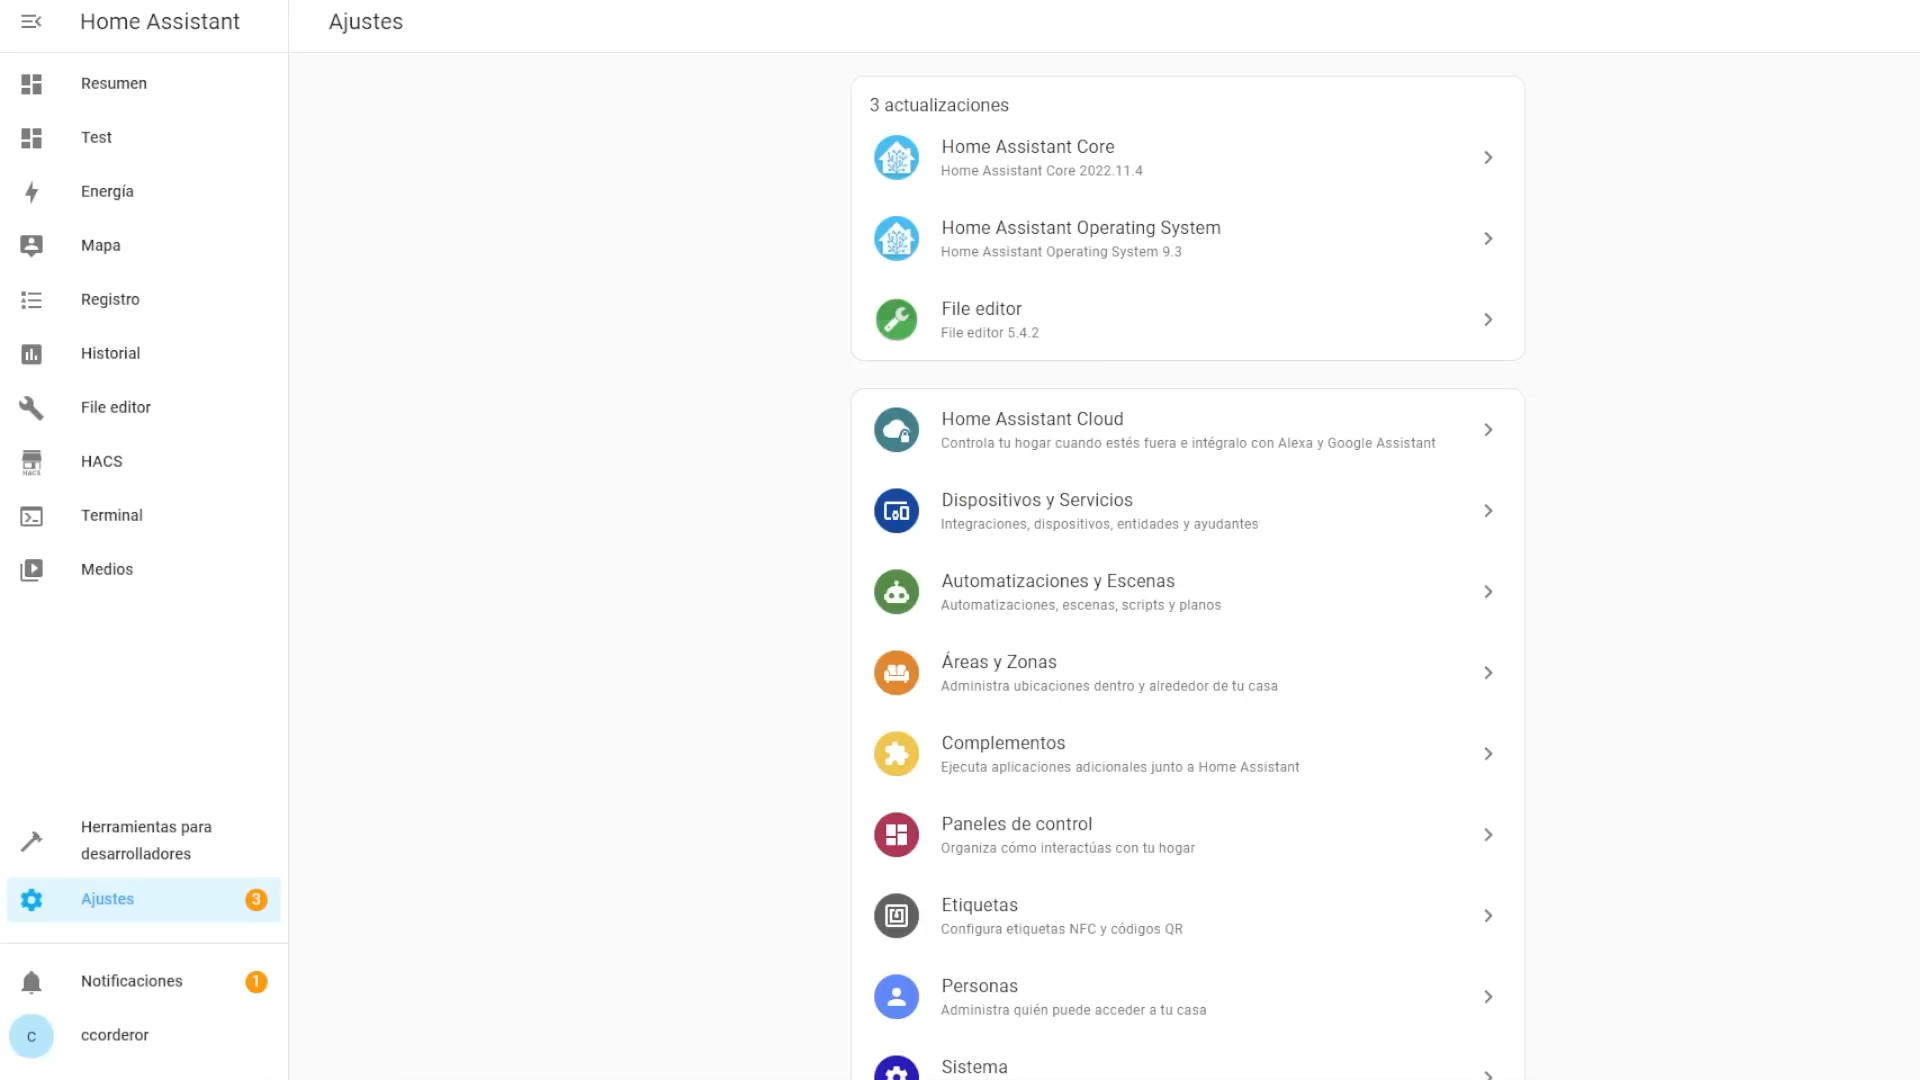 Home Assistant
Ajustes
Resumen
Test
Energía
Mapa
Registro
Historial
File editor
HACS
HACS
Terminal
Medios
Herramientas para
desarrolladores
Ajustes
3
Notificaciones
1
C
ccorderor
3 actualizaciones
Home Assistant Core
Home Assistant Core 2022.11.4
Home Assistant Operating System
Home Assistant Operating System 9.3
File editor
File editor 5.4.2
Home Assistant Cloud
Controla tu hogar cuando estés fuera e intégralo con Alexa y Google Assistant
Dispositivos y Servicios
Integraciones, dispositivos, entidades y ayudantes
Automatizaciones y Escenas
Automatizaciones, escenas, scripts y planos
Áreas y Zonas
Administra ubicaciones dentro y alrededor de tu casa
Complementos
Ejecuta aplicaciones adicionales junto a Home Assistant
Paneles de control
Organiza cómo interactúas con tu hogar
Etiquetas
Configura etiquetas NFC y códigos QR
Personas
Administra quién puede acceder a tu casa
Sistema